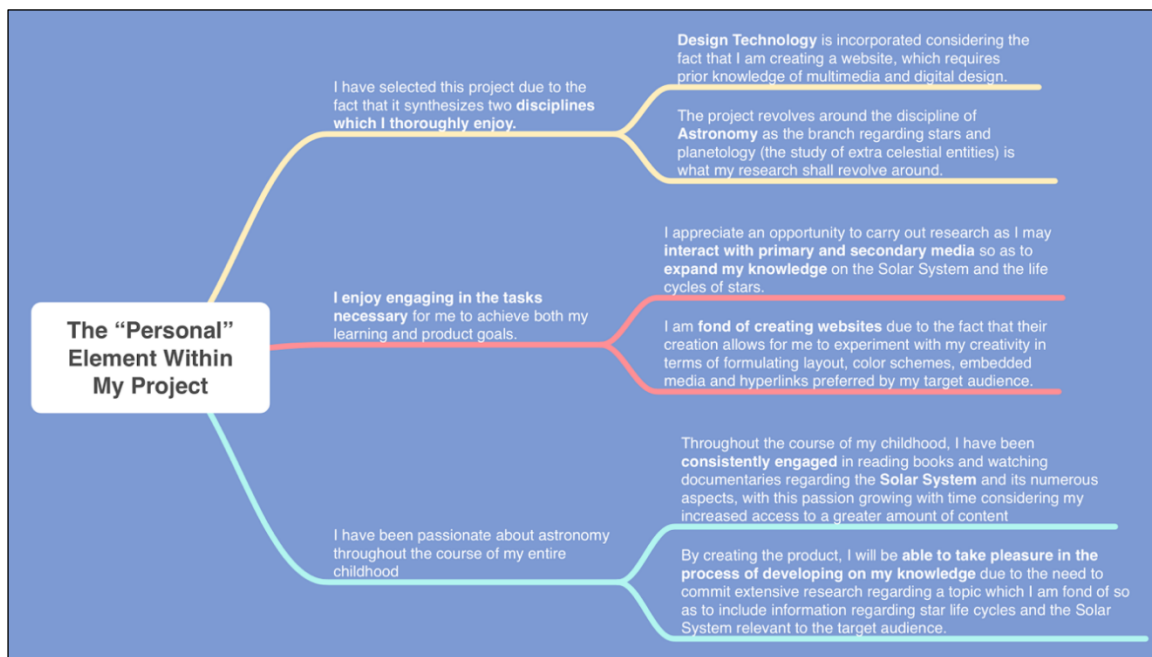 The “Personal”
Element Within
My Project
I have selected this project due to the
fact that it synthesizes two disciplines
which I thoroughly enjoy.
Design Technology is incorporated considering the
fact that I am creating a website, which requires
prior knowledge of multimedia and digital design.
The project revolves around the discipline of
Astronomy as the branch regarding stars and
planetology (the study of extra celestial entities) is
what my research shall revolve around.
I enjoy engaging in the tasks
necessary for me to achieve both my
learning and product goals.
I appreciate an opportunity to carry out research as I may
interact with primary and secondary media so as to
expand my knowledge on the Solar System and the life
cycles of stars.
I am fond of creating websites due to the fact that their
creation allows for me to experiment with my creativity in
terms of formulating layout, color schemes, embedded
media and hyperlinks preferred by my target audience.
I have been passionate about astronomy
throughout the course of my entire
childhood
Throughout the course of my childhood, I have been
consistently engaged in reading books and watching
documentaries regarding the Solar System and its numerous
aspects, with this passion growing with time considering my
increased access to a greater amount of content
By creating the product, I will be able to take pleasure in the
process of developing on my knowledge due to the need to
commit extensive research regarding a topic which I am fond of so
as to include information regarding star life cycles and the Solar
System relevant to the target audience.